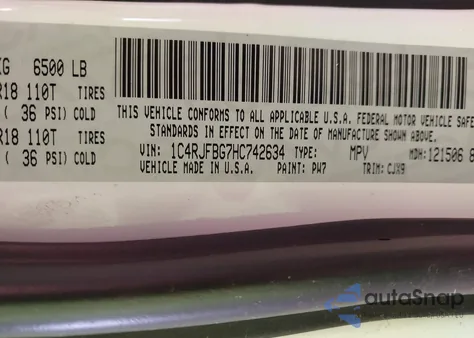 KG 6500 LB
R18 110T TIRES
( 36 PSI) COLD
R18 110T TIRES
( 36 PSI) COLD
THIS VEHICLE CONFORMS TO ALL APPLICABLE U.S.A. FEDERAL MOTOR VEHICLE SAFE
STANDARDS IN EFFECT ON THE DATE OF MANUFACTURE SHOWN ABOVE.
VIN: 1C4RJFBG7HC742634 TYPE: MPV MDH: 121506 8
VEHICLE MADE IN U.S.A. PAINT: PW7 TRIM: CJX9
autoSnap